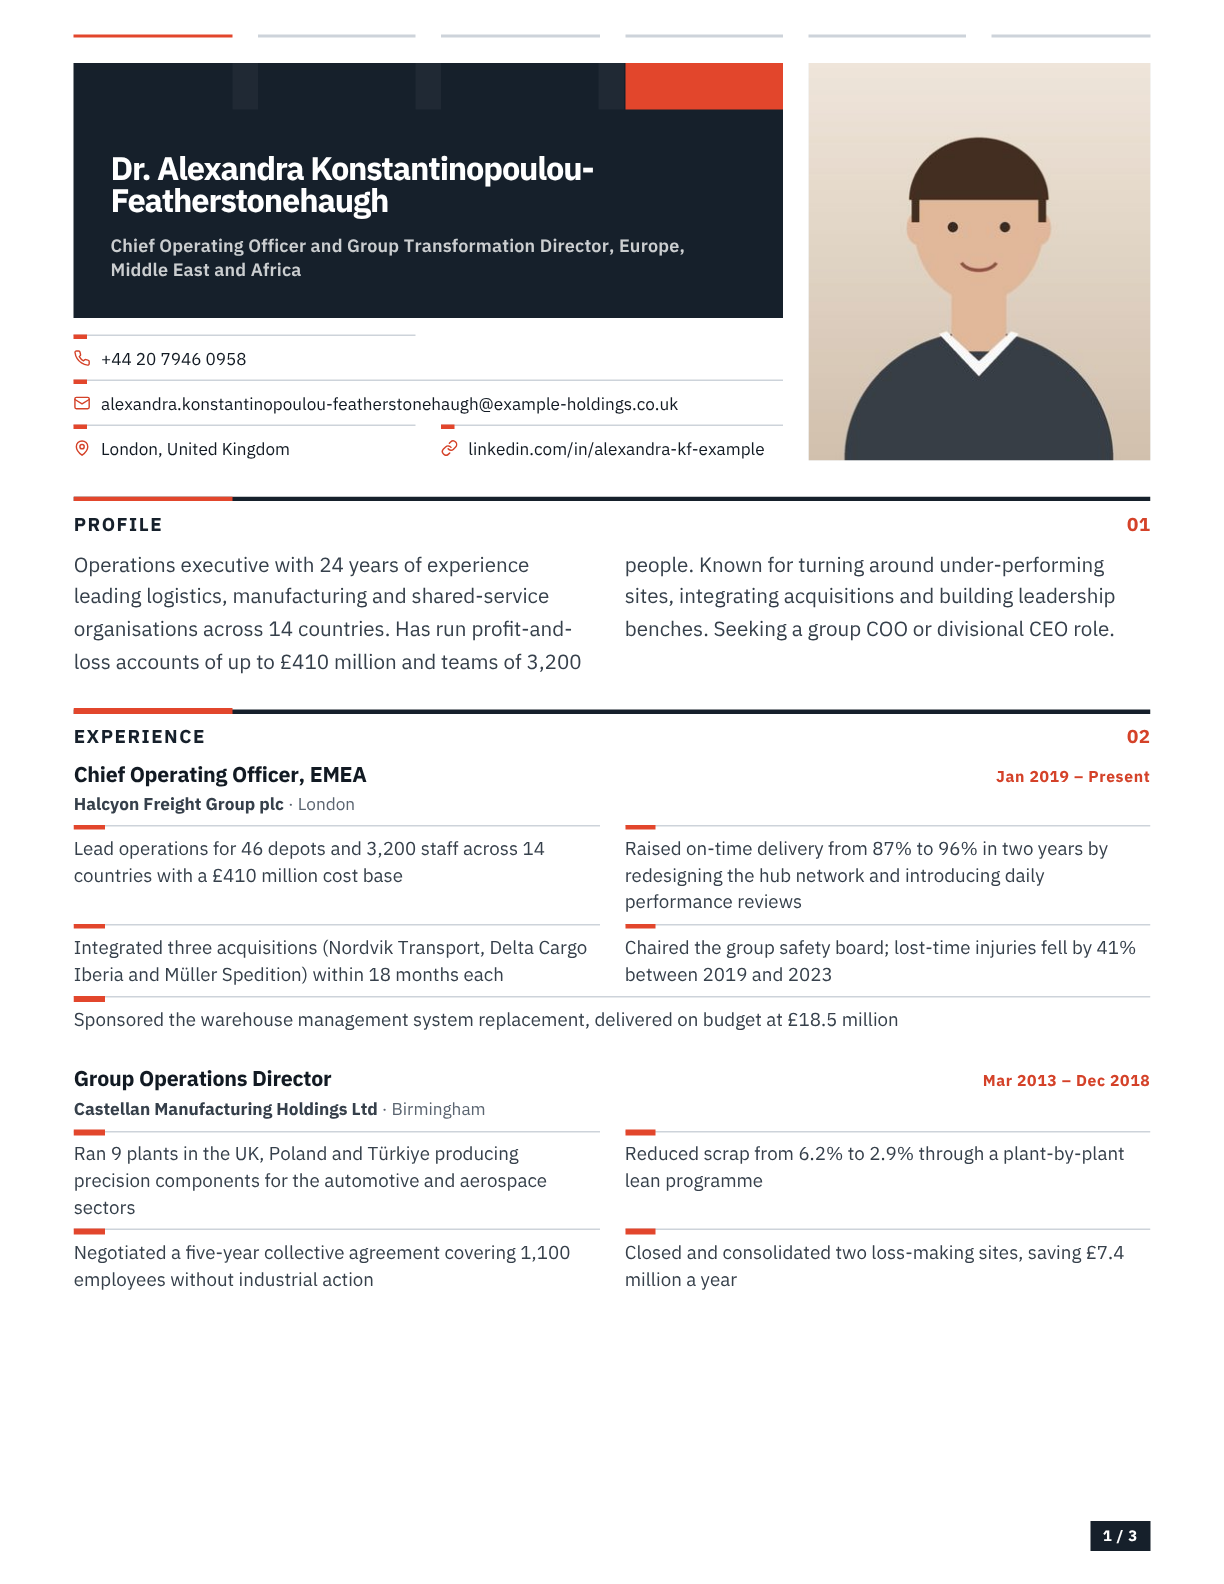 Dr. Alexandra Konstantinopoulou-
Featherstonehaugh
Chief Operating Officer and Group Transformation Director, Europe,
Middle East and Africa
+44 20 7946 0958
alexandra.konstantinopoulou-featherstonehaugh@example-holdings.co.uk
London, United Kingdom
linkedin.com/in/alexandra-kf-example
PROFILE
01
Operations executive with 24 years of experience
leading logistics, manufacturing and shared-service
organisations across 14 countries. Has run profit-and-
loss accounts of up to £410 million and teams of 3,200
people. Known for turning around under-performing
sites, integrating acquisitions and building leadership
benches. Seeking a group COO or divisional CEO role.
EXPERIENCE
02
Chief Operating Officer, EMEA
Jan 2019 – Present
Halcyon Freight Group plc · London
Lead operations for 46 depots and 3,200 staff across 14
countries with a £410 million cost base
Raised on-time delivery from 87% to 96% in two years by
redesigning the hub network and introducing daily
performance reviews
Integrated three acquisitions (Nordvik Transport, Delta Cargo
Iberia and Müller Spedition) within 18 months each
Chaired the group safety board; lost-time injuries fell by 41%
between 2019 and 2023
Sponsored the warehouse management system replacement, delivered on budget at £18.5 million
Group Operations Director
Mar 2013 – Dec 2018
Castellan Manufacturing Holdings Ltd · Birmingham
Ran 9 plants in the UK, Poland and Türkiye producing
precision components for the automotive and aerospace
sectors
Reduced scrap from 6.2% to 2.9% through a plant-by-plant
lean programme
Negotiated a five-year collective agreement covering 1,100
employees without industrial action
Closed and consolidated two loss-making sites, saving £7.4
million a year
1 / 3